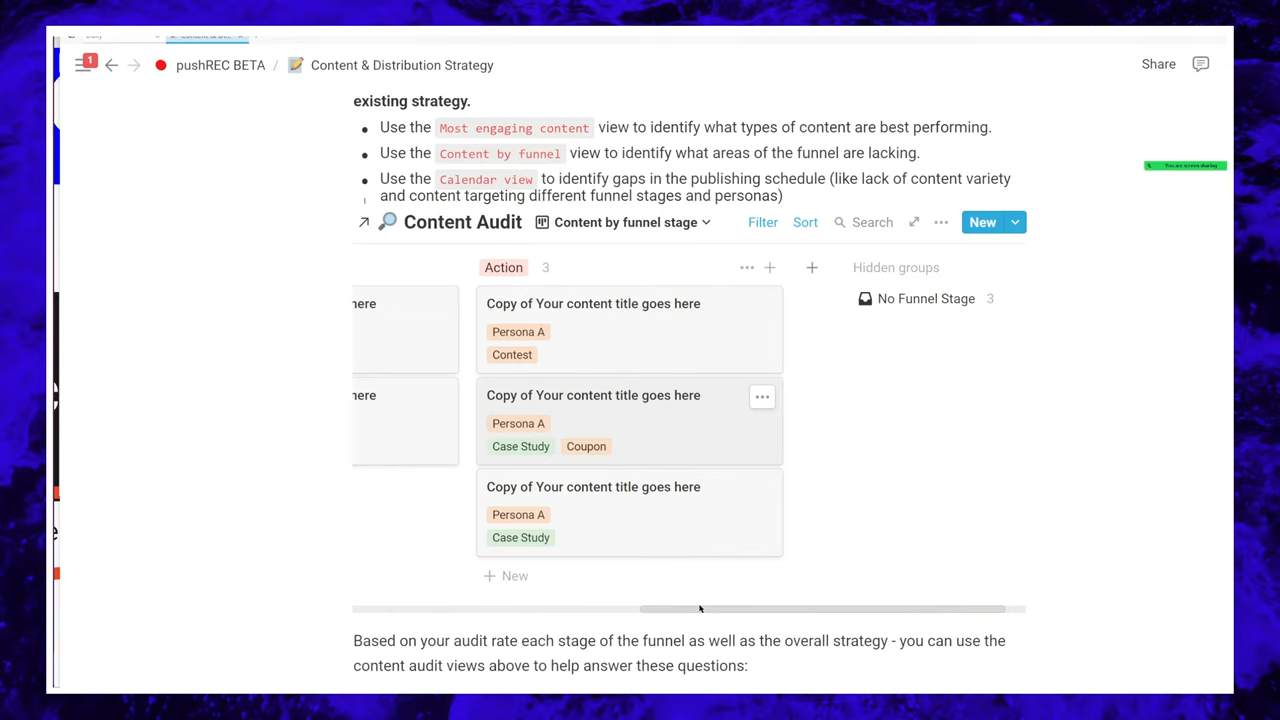 1
pushREC BETA / Content & Distribution Strategy
Share
existing strategy.
Use the Most engaging content view to identify what types of content are best performing.
Use the Content by funnel view to identify what areas of the funnel are lacking.
Use the Calendar view to identify gaps in the publishing schedule (like lack of content variety
and content targeting different funnel stages and personas)
You are screen sharing
Content Audit Content by funnel stage Filter Sort Search New
Action 3 Hidden groups
No Funnel Stage 3
here
Copy of Your content title goes here
Persona A
Contest
here
Copy of Your content title goes here
Persona A
Case Study Coupon
Copy of Your content title goes here
Persona A
Case Study
New
Based on your audit rate each stage of the funnel as well as the overall strategy - you can use the
content audit views above to help answer these questions: